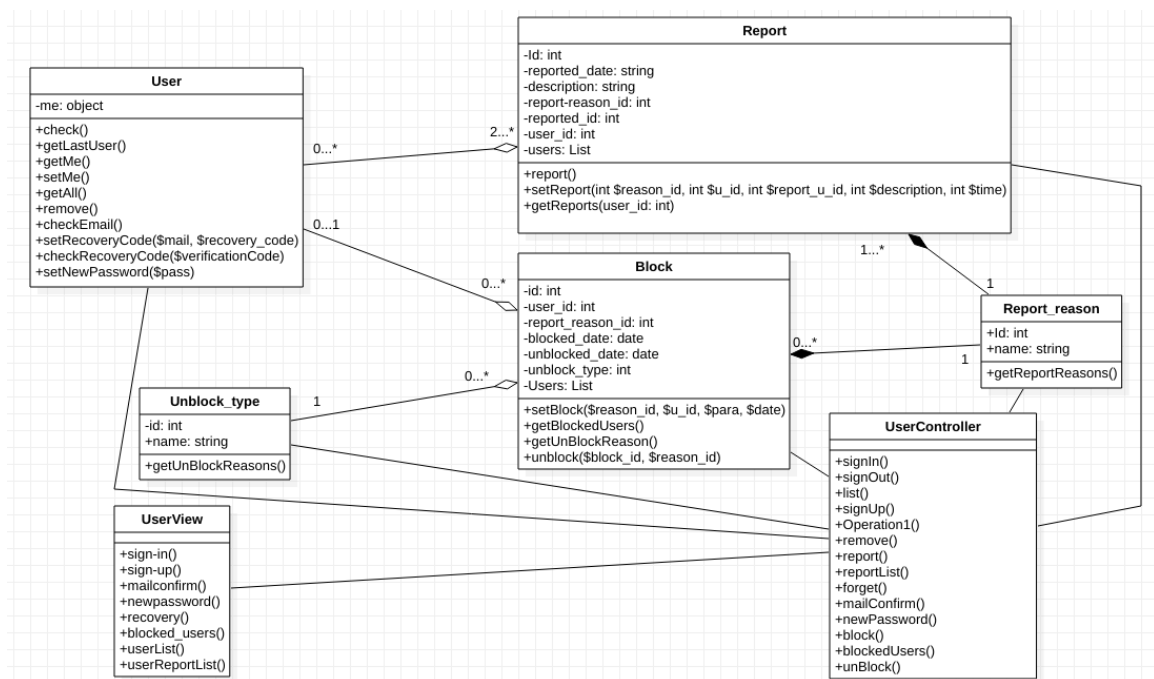 Report
-Id: int
-reported_date: string
-description: string
-report-reason_id: int
-reported_id: int
-user_id: int
-users: List
+report()
+setReport(int $reason_id, int $u_id, int $report_u_id, int $description, int $time)
+getReports(user_id: int)
User
-me: object
+check()
+getLastUser()
+getMe()
+setMe()
+getAll()
+remove()
+checkEmail()
+setRecoveryCode($mail, $recovery_code)
+checkRecoveryCode($verificationCode)
+setNewPassword($pass)
0...*
2...*
0...1
0...*
1...*
1
Block
-id: int
-user_id: int
-report_reason_id: int
-blocked_date: date
-unblocked_date: date
-unblock_type: int
-Users: List
+setBlock($reason_id, $u_id, $para, $date)
+getBlockedUsers()
+getUnBlockReason()
+unblock($block_id, $reason_id)
Report_reason
+Id: int
+name: string
+getReportReasons()
0...*
1
0...*
1
Unblock_type
-id: int
+name: string
+getUnBlockReasons()
UserController
+signIn()
+signOut()
+list()
+signUp()
+Operation1()
+remove()
+report()
+reportList()
+forget()
+mailConfirm()
+newPassword()
+block()
+blockedUsers()
+unBlock()
UserView
+sign-in()
+sign-up()
+mailconfirm()
+newpassword()
+recovery()
+blocked_users()
+userList()
+userReportList()